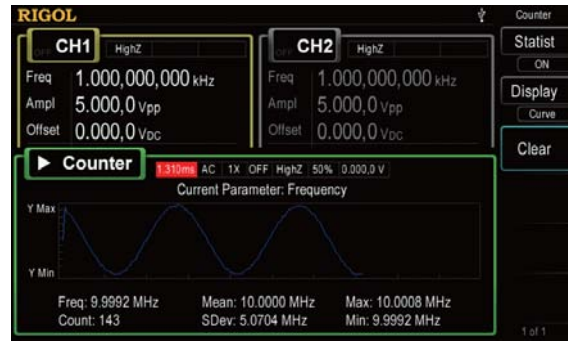 RIGOL
Counter
OFF CH1 HighZ
OFF CH2 HighZ
Statist
ON
Freq 1.000,000,000 kHz
Freq 1.000,000,000 kHz
Display
Curve
Ampl 5.000,0 Vpp
Ampl 5.000,0 Vpp
Offset 0.000,0 VDC
Offset 0.000,0 VDC
Clear
Counter 1.310ms AC 1X OFF HighZ 50% 0.000,0 V
Current Parameter: Frequency
Y Max
Y Min
Freq: 9.9992 MHz Mean: 10.0000 MHz Max: 10.0008 MHz
Count: 143 SDev: 5.0704 MHz Min: 9.9992 MHz
1 of 1